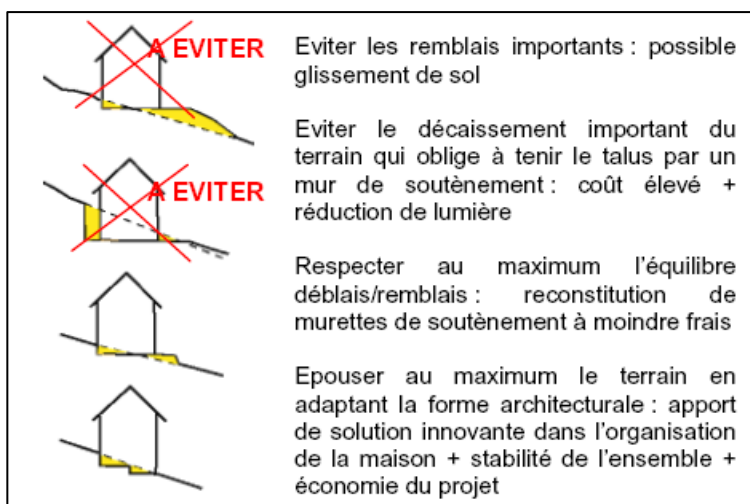 A EVITER
Eviter les remblais importants : possible
glissement de sol
Eviter le décaissement important du
terrain qui oblige à tenir le talus par un
mur de soutènement : coût élevé +
réduction de lumière
A EVITER
Respecter au maximum l'équilibre
déblais/remblais : reconstitution de
murettes de soutènement à moindre frais
Epouser au maximum le terrain en
adaptant la forme architecturale : apport
de solution innovante dans l'organisation
de la maison + stabilité de l'ensemble +
économie du projet